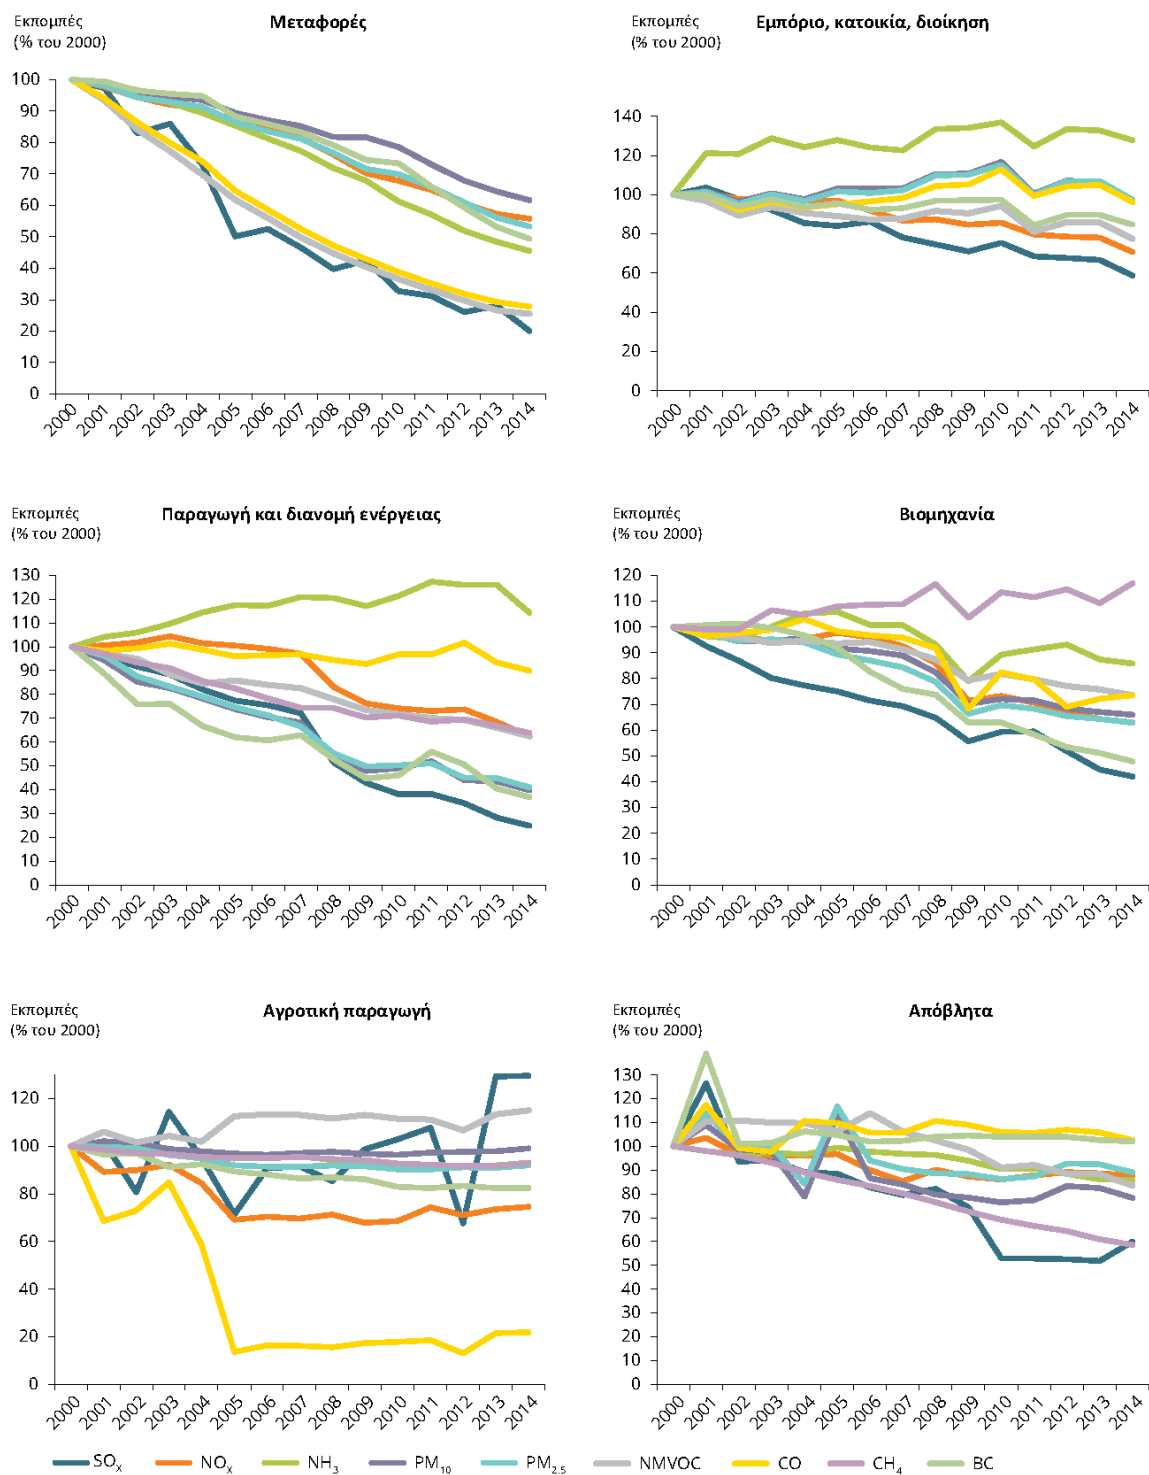 Εκπομπές
(% του 2000)
Μεταφορές
100
90
80
70
60
50
40
30
20
10
0
2000 2001 2002 2003 2004 2005 2006 2007 2008 2009 2010 2011 2012 2013 2014
Εκπομπές
(% του 2000)
Εμπόριο, κατοικία, διοίκηση
140
120
100
80
60
40
20
0
2000 2001 2002 2003 2004 2005 2006 2007 2008 2009 2010 2011 2012 2013 2014
Εκπομπές
(% του 2000)
Παραγωγή και διανομή ενέργειας
130
120
110
100
90
80
70
60
50
40
30
20
10
0
2000 2001 2002 2003 2004 2005 2006 2007 2008 2009 2010 2011 2012 2013 2014
Εκπομπές
(% του 2000)
Βιομηχανία
120
110
100
90
80
70
60
50
40
30
20
10
0
2000 2001 2002 2003 2004 2005 2006 2007 2008 2009 2010 2011 2012 2013 2014
Εκπομπές
(% του 2000)
Αγροτική παραγωγή
120
100
80
60
40
20
0
2000 2001 2002 2003 2004 2005 2006 2007 2008 2009 2010 2011 2012 2013 2014
Εκπομπές
(% του 2000)
Απόβλητα
130
120
110
100
90
80
70
60
50
40
30
20
10
0
2000 2001 2002 2003 2004 2005 2006 2007 2008 2009 2010 2011 2012 2013 2014
SOₓ NOₓ NH₃ PM₁₀ PM₂.₅ NMVOC CO CH₄ BC